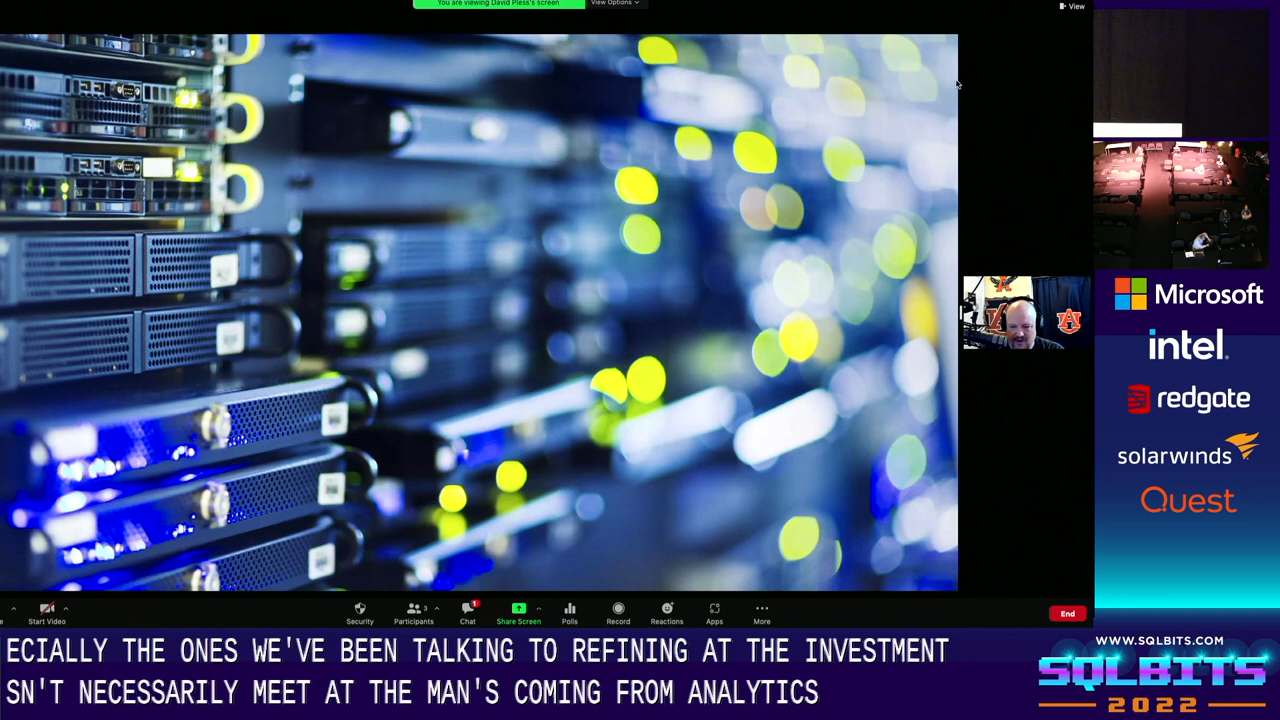 You are viewing David Pless's screen
View Options
View
Microsoft
intel.
redgate
solarwinds
Quest
Start Video
Security
Participants
3
Chat
1
Share Screen
Polls
Record
Reactions
Apps
More
End
ECIALLY THE ONES WE'VE BEEN TALKING TO REFINING AT THE INVESTMENT
SN'T NECESSARILY MEET AT THE MAN'S COMING FROM ANALYTICS
WWW.SQLBITS.COM
SQLBITS
2022